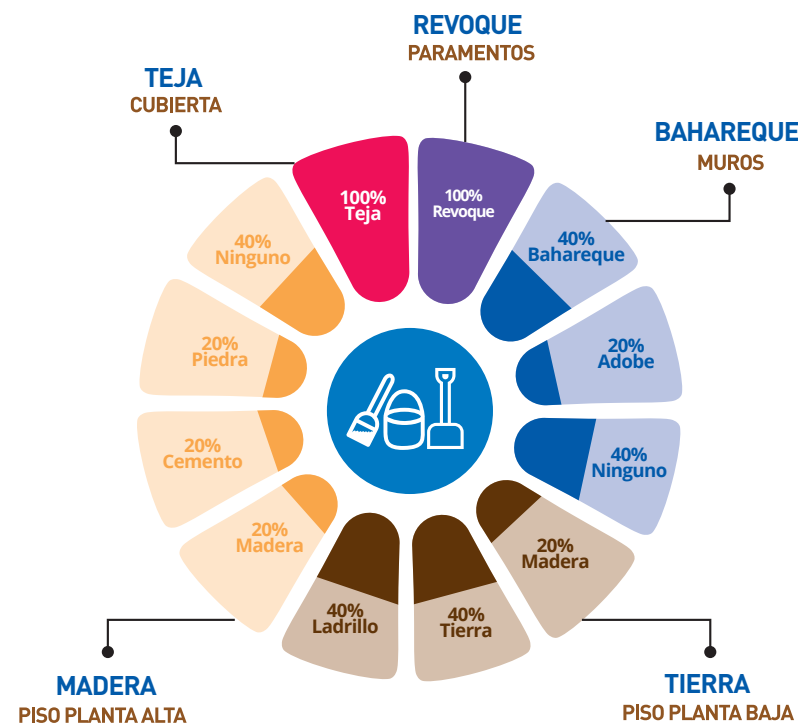 REVOQUE
PARAMENTOS
TEJA
CUBIERTA
BAHAREQUE
MUROS
100%
Teja
100%
Revoque
40%
Bahareque
20%
Adobe
40%
Ninguno
20%
Madera
40%
Tierra
40%
Ladrillo
20%
Madera
20%
Cemento
20%
Piedra
40%
Ninguno
MADERA
PISO PLANTA ALTA
TIERRA
PISO PLANTA BAJA